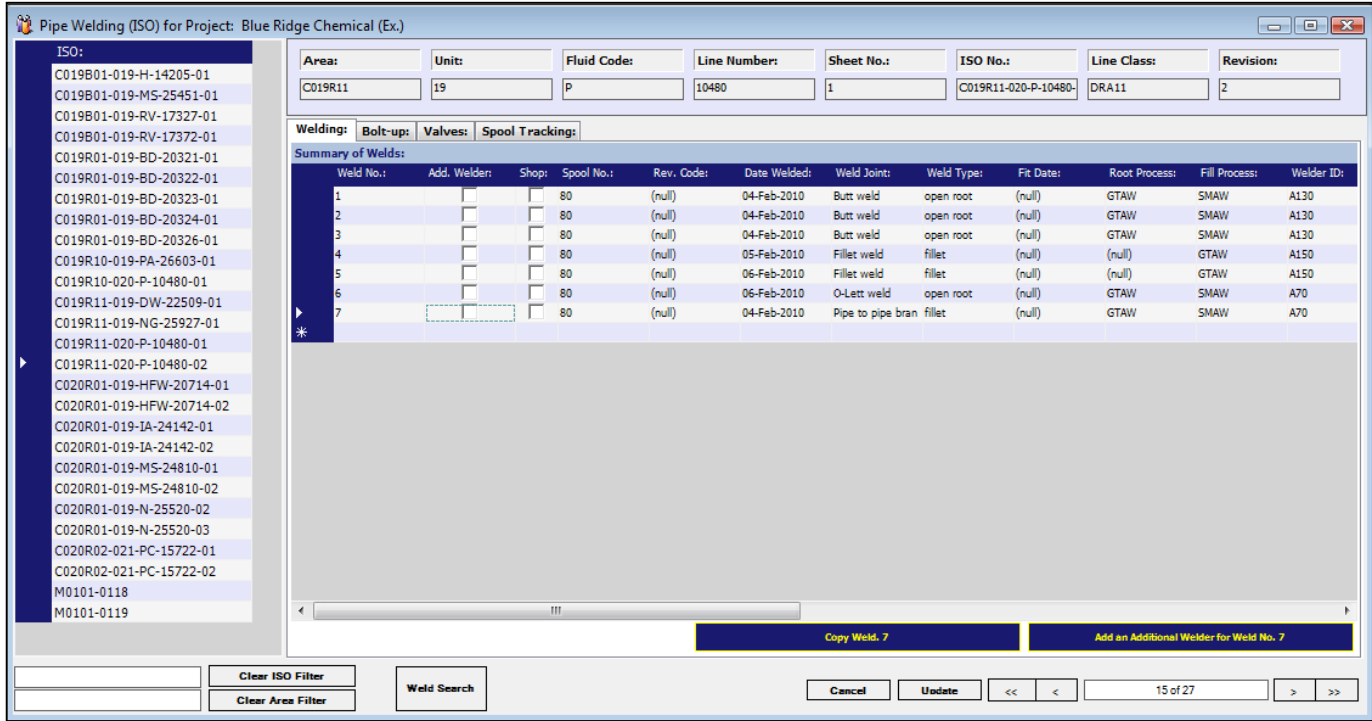 Pipe Welding (ISO) for Project: Blue Ridge Chemical (Ex.)
ISO:
C019B01-019-H-14205-01
C019B01-019-MS-25451-01
C019B01-019-RV-17327-01
C019B01-019-RV-17372-01
C019R01-019-BD-20321-01
C019R01-019-BD-20322-01
C019R01-019-BD-20323-01
C019R01-019-BD-20324-01
C019R01-019-BD-20326-01
C019R10-019-PA-26603-01
C019R10-020-P-10480-01
C019R11-019-DW-22509-01
C019R11-019-NG-25927-01
C019R11-020-P-10480-01
C019R11-020-P-10480-02
C020R01-019-HFW-20714-01
C020R01-019-HFW-20714-02
C020R01-019-IA-24142-01
C020R01-019-IA-24142-02
C020R01-019-MS-24810-01
C020R01-019-MS-24810-02
C020R01-019-N-25520-02
C020R01-019-N-25520-03
C020R02-021-PC-15722-01
C020R02-021-PC-15722-02
M0101-0118
M0101-0119
Area: Unit: Fluid Code: Line Number: Sheet No.: ISO No.: Line Class: Revision:
C019R11 19 P 10480 1 C019R11-020-P-10480- DRA11 2
Welding: Bolt-up: Valves: Spool Tracking:
Summary of Welds:
Weld No.: Add. Welder: Shop: Spool No.: Rev. Code: Date Welded: Weld Joint: Weld Type: Fit Date: Root Process: Fill Process: Welder ID:
1 80 (null) 04-Feb-2010 Butt weld open root (null) GTAW SMAW A130
2 80 (null) 04-Feb-2010 Butt weld open root (null) GTAW SMAW A130
3 80 (null) 04-Feb-2010 Butt weld open root (null) GTAW SMAW A130
4 80 (null) 05-Feb-2010 Fillet weld fillet (null) (null) GTAW A150
5 80 (null) 06-Feb-2010 Fillet weld fillet (null) (null) GTAW A150
6 80 (null) 06-Feb-2010 O-Lett weld open root (null) GTAW SMAW A70
7 80 (null) 04-Feb-2010 Pipe to pipe bran fillet (null) GTAW SMAW A70
Copy Weld. 7 Add an Additional Welder for Weld No. 7
Clear ISO Filter
Clear Area Filter
Weld Search
Cancel Update << < 15 of 27 > >>